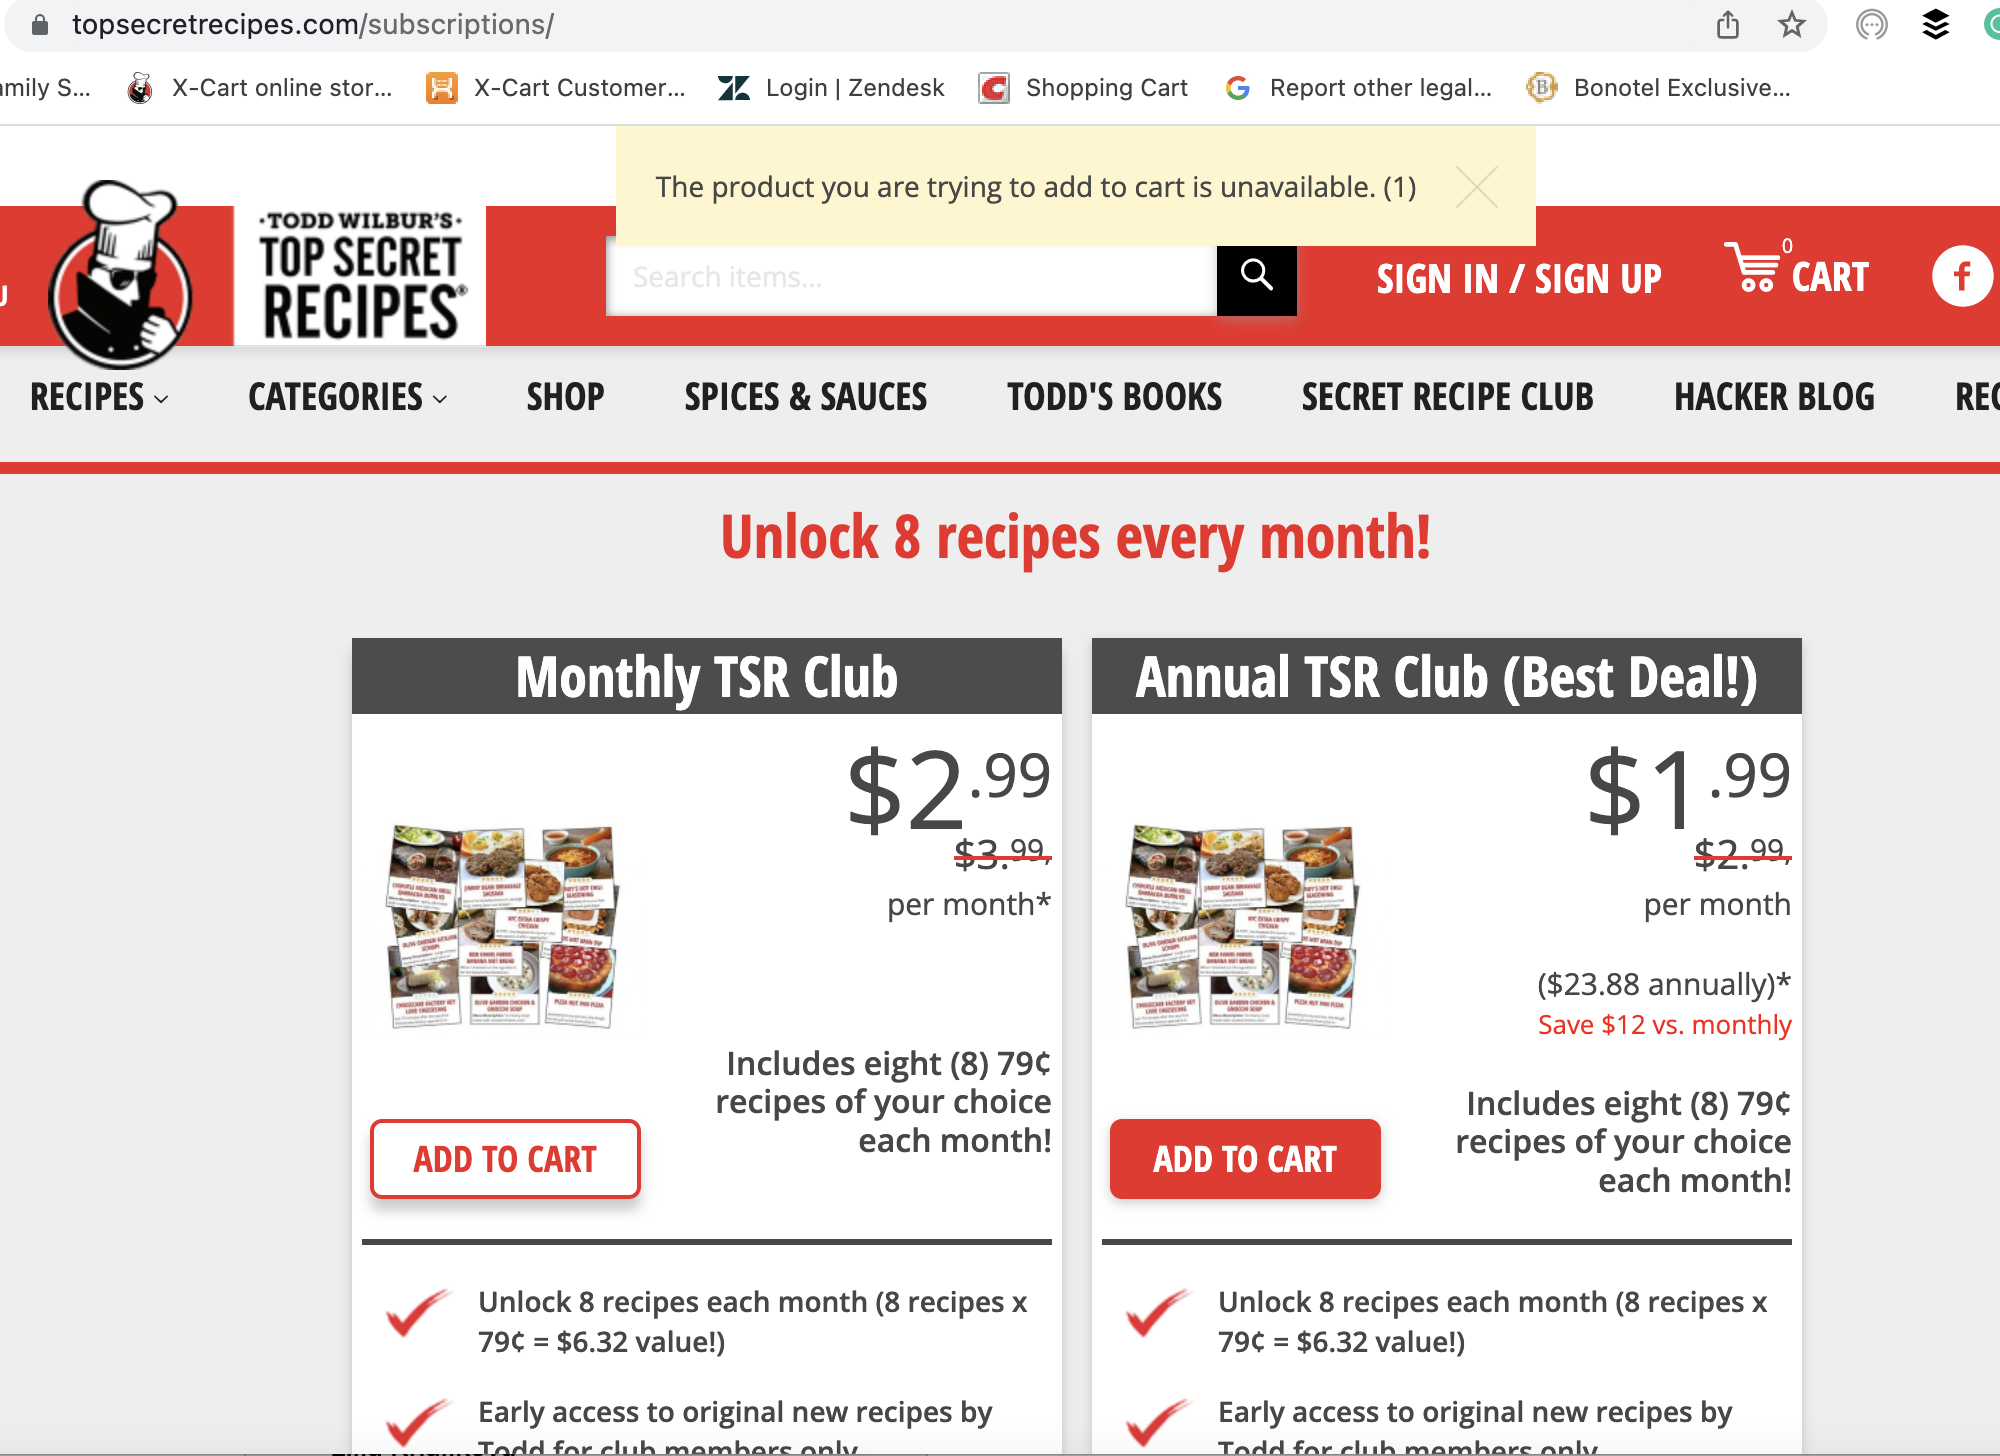 topsecretrecipes.com/subscriptions/
amily S...
X-Cart online stor...
X-Cart Customer...
Login | Zendesk
Shopping Cart
Report other legal...
Bonotel Exclusive...
The product you are trying to add to cart is unavailable. (1)
·TODD WILBUR'S·
TOP SECRET
RECIPES®
Search items...
SIGN IN / SIGN UP
0
CART
RECIPES
CATEGORIES
SHOP
SPICES & SAUCES
TODD'S BOOKS
SECRET RECIPE CLUB
HACKER BLOG
REC
Unlock 8 recipes every month!
Monthly TSR Club
$2.99
$3.99,
per month*
Includes eight (8) 79¢
recipes of your choice
each month!
ADD TO CART
Unlock 8 recipes each month (8 recipes x
79¢ = $6.32 value!)
Early access to original new recipes by
Todd for club members only
Annual TSR Club (Best Deal!)
$1.99
$2.99,
per month
($23.88 annually)*
Save $12 vs. monthly
Includes eight (8) 79¢
recipes of your choice
each month!
ADD TO CART
Unlock 8 recipes each month (8 recipes x
79¢ = $6.32 value!)
Early access to original new recipes by
Todd for club members only